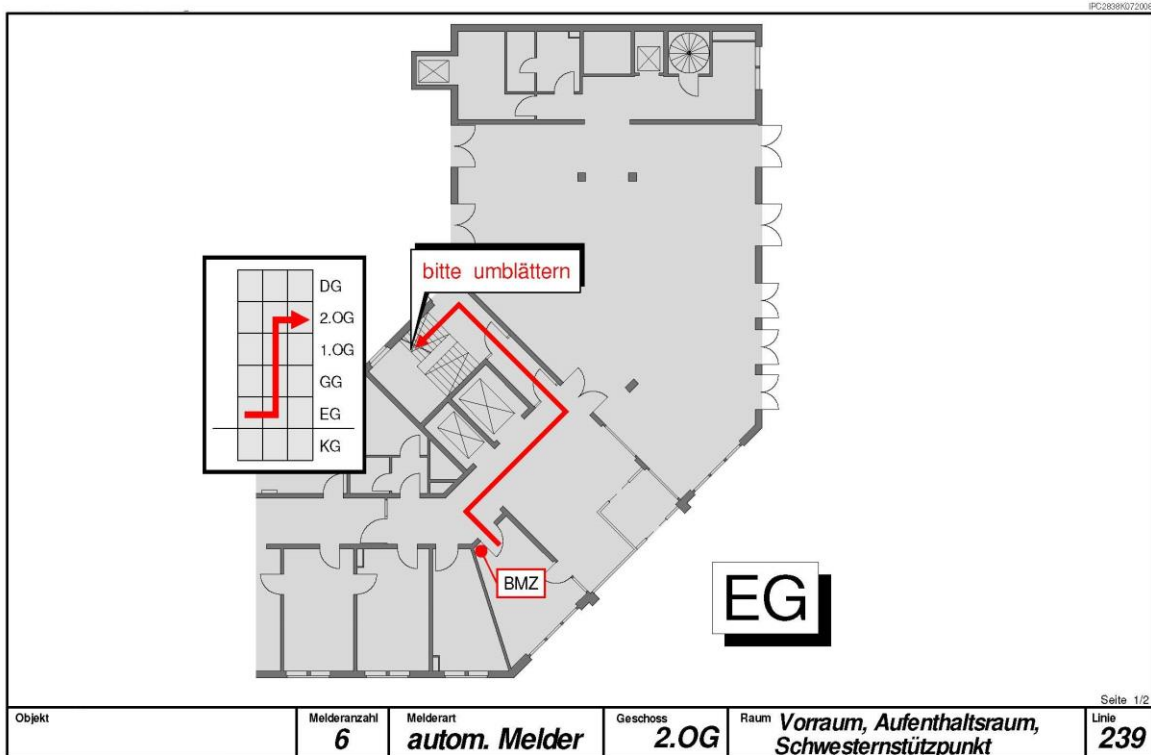 IPC2838K072008
bitte umblättern
DG
2.OG
1.OG
GG
EG
KG
BMZ
EG
Seite 1/2
Objekt
Melderanzahl
6
Melderart
autom. Melder
Geschoss
2.OG
Raum
Vorraum, Aufenthaltsraum,
Schwesternstützpunkt
Linie
239